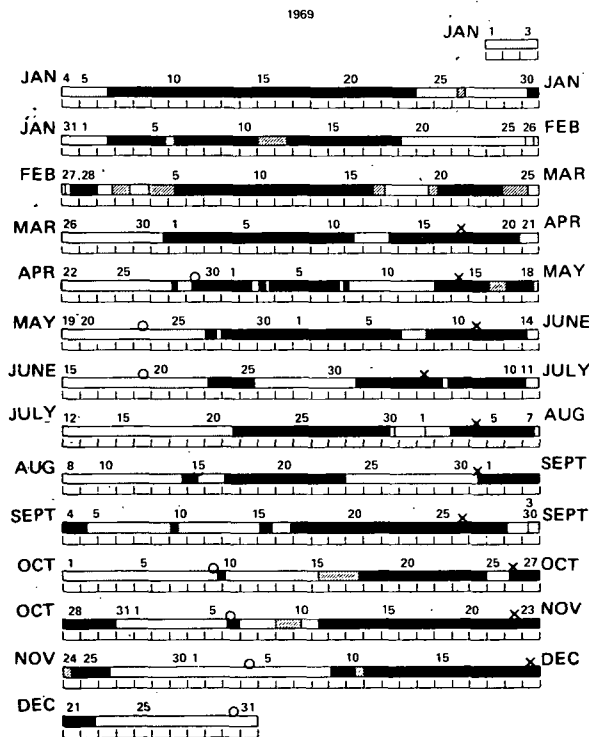 1969
JAN 1 3
JAN 4 5 10 15 20 25 30 JAN
JAN 31 1 5 10 15 20 25 26 FEB
FEB 27 28 5 10 15 20 25 MAR
MAR 26 30 1 5 10 15 20 21 APR
APR 22 25 30 1 5 10 15 18 MAY
MAY 19 20 25 30 1 5 10 14 JUNE
JUNE 15 20 25 30 10 11 JULY
JULY 12 15 20 25 30 1 5 7 AUG
AUG 8 10 15 20 25 30 1 SEPT
SEPT 4 5 10 15 20 25 30 3 SEPT
OCT 1 5 10 15 20 25 27 OCT
OCT 28 31 1 5 10 15 20 23 NOV
NOV 24 25 30 1 5 10 15 DEC
DEC 21 25 31